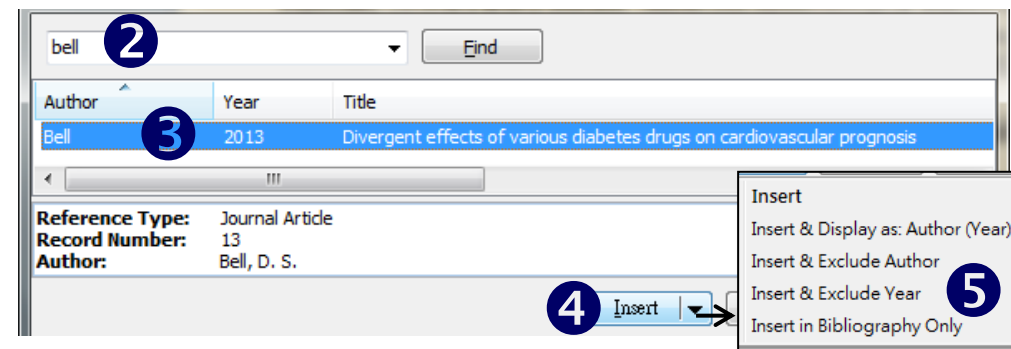 bell 2 Find
Author Year Title
Bell 3 2013 Divergent effects of various diabetes drugs on cardiovascular prognosis
Reference Type: Journal Article
Record Number: 13
Author: Bell, D. S.
4 Insert
Insert
Insert & Display as: Author (Year)
Insert & Exclude Author
Insert & Exclude Year 5
Insert in Bibliography Only